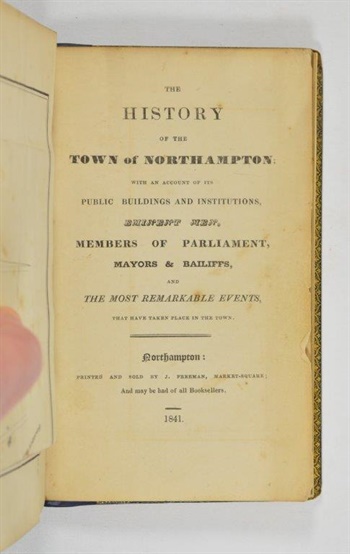 THE
HISTORY
OF THE
TOWN of NORTHAMPTON;
WITH AN ACCOUNT OF ITS
PUBLIC BUILDINGS AND INSTITUTIONS,
EMINENT MEN,
MEMBERS OF PARLIAMENT,
MAYORS & BAILIFFS,
AND
THE MOST REMARKABLE EVENTS,
THAT HAVE TAKEN PLACE IN THE TOWN;
Northampton:
PRINTED AND SOLD BY J. FREEMAN, MARKET-SQUARE;
And may be had of all Booksellers.
1841.